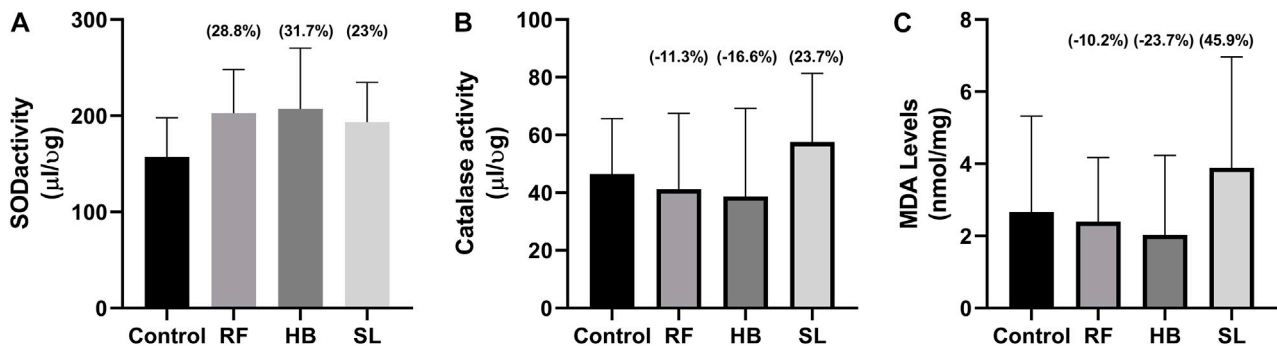 A
SODactivity
(μl/υg)
300
200
100
0
(28.8%) (31.7%) (23%)
Control RF HB SL
B
Catalase activity
(μl/υg)
100
80
60
40
20
0
(-11.3%) (-16.6%) (23.7%)
Control RF HB SL
C
MDA Levels
(nmol/mg)
8
6
4
2
0
(-10.2%) (-23.7%) (45.9%)
Control RF HB SL